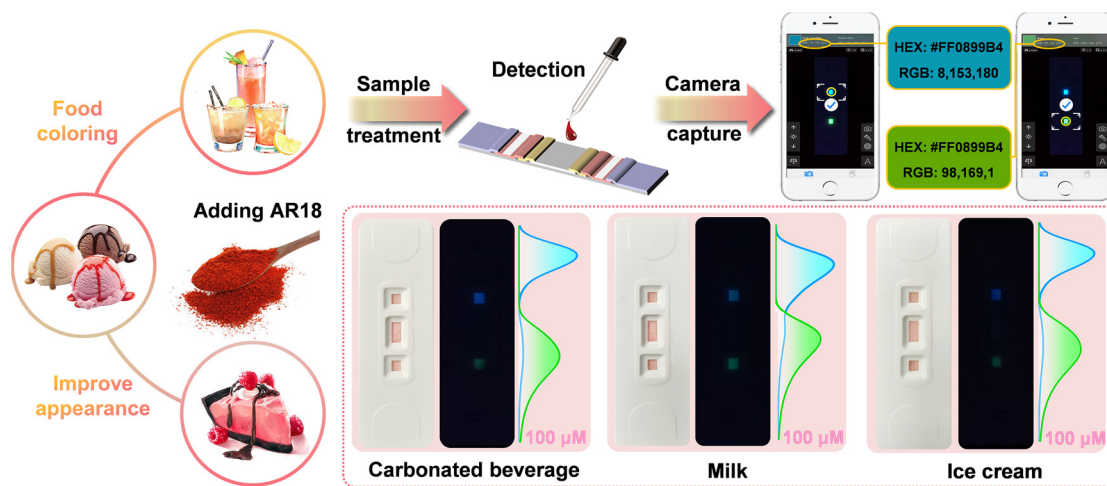 Food
coloring
Improve
appearance
Adding AR18
Sample
treatment
Detection
Camera
capture
HEX: #FF0899B4
RGB: 8,153,180
HEX: #FF0899B4
RGB: 98,169,1
100 μM
Carbonated beverage
100 μM
Milk
100 μM
Ice cream